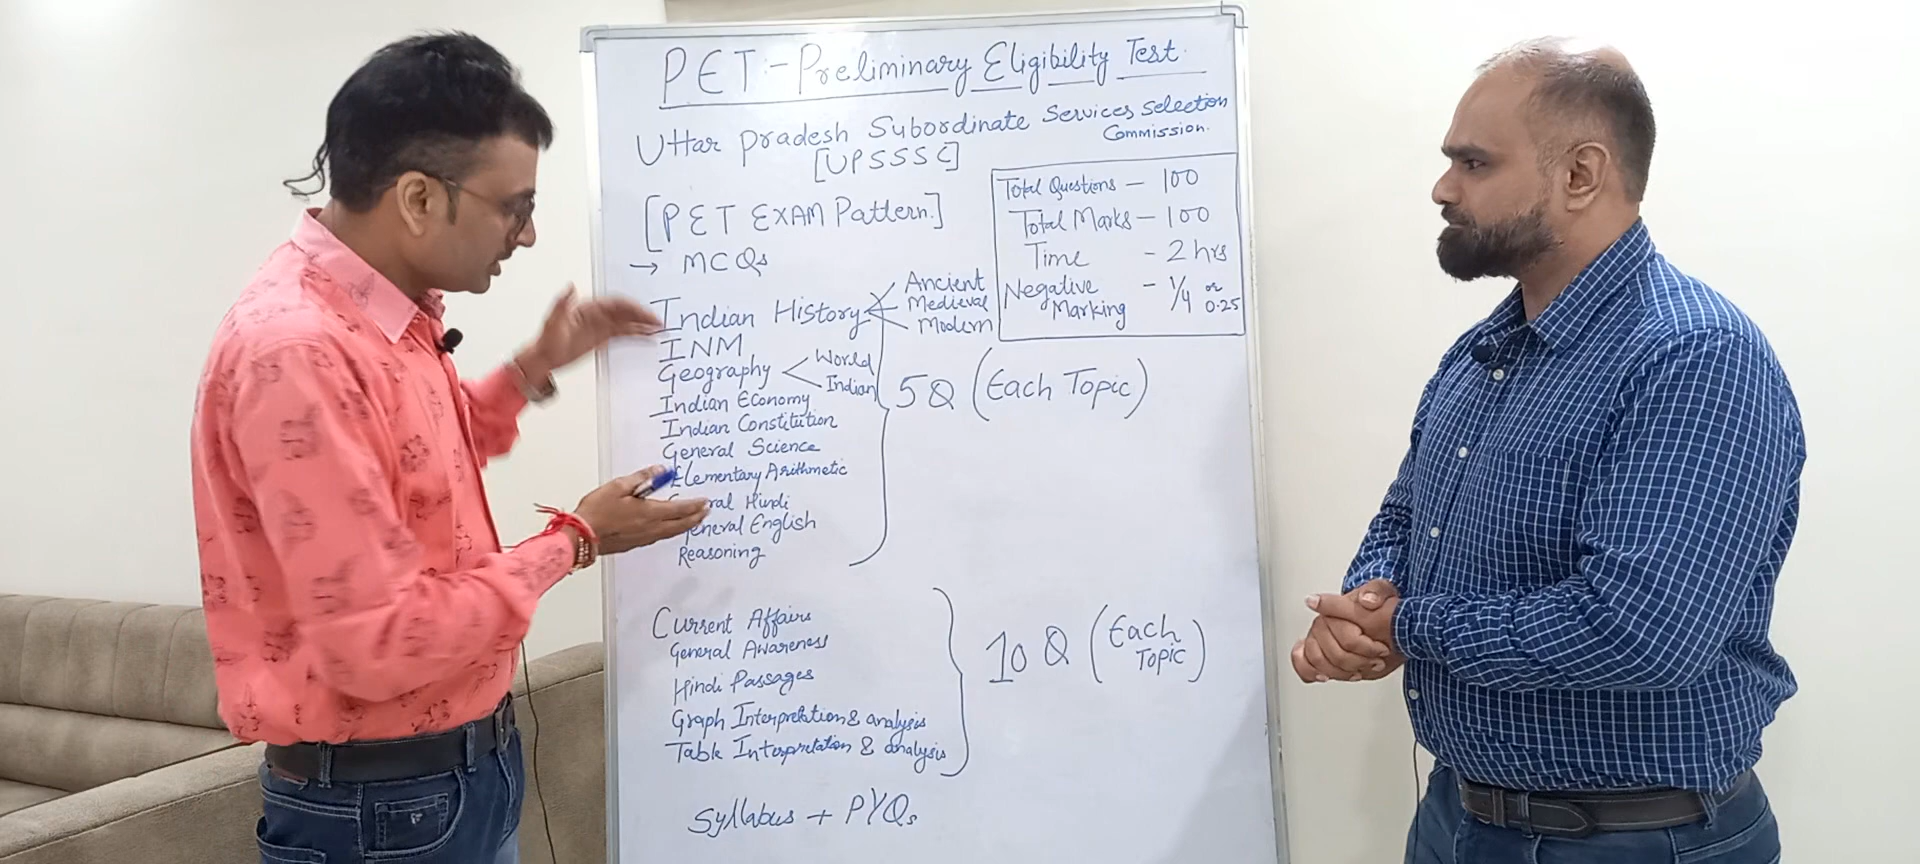 PET:- Preliminary Eligibility Test.
Uttar Pradesh Subordinate Services Selection
Commission.
[UPSSSC]
[PET EXAM Pattern.]
→ MCQs
Total Questions - 100
Total Marks - 100
Time - 2 hrs
Negative Marking - 1/4 or 0.25
Indian History
Ancient
Medieval
Modern
INM
Geography
World
Indian
Indian Economy
Indian Constitution
General Science
Elementary Arithmetic
Hindi
General English
Reasoning
5Q (Each Topic)
Current Affairs
General Awareness
Hindi Passages
Graph Interpretation & analysis
Table Interpretation & analysis
10 Q (Each Topic)
Syllabus + PYQs